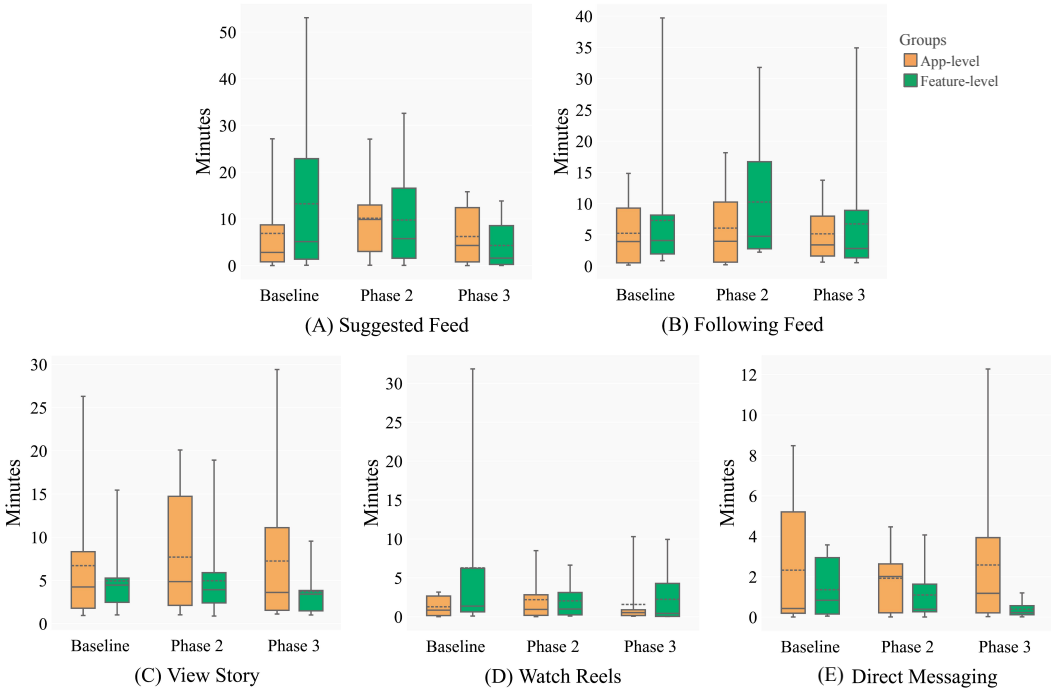 Minutes
50
40
30
20
10
0
Baseline Phase 2 Phase 3
(A) Suggested Feed
Minutes
40
35
30
25
20
15
10
5
0
Baseline Phase 2 Phase 3
(B) Following Feed
Groups
App-level
Feature-level
Minutes
30
25
20
15
10
5
0
Baseline Phase 2 Phase 3
(C) View Story
Minutes
30
25
20
15
10
5
0
Baseline Phase 2 Phase 3
(D) Watch Reels
Minutes
12
10
8
6
4
2
0
Baseline Phase 2 Phase 3
(E) Direct Messaging